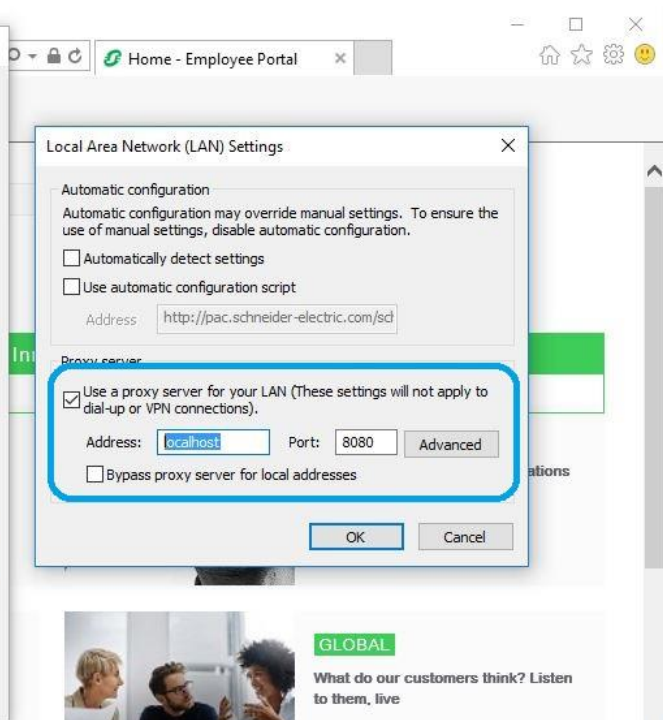 Home - Employee Portal
Local Area Network (LAN) Settings
Automatic configuration
Automatic configuration may override manual settings. To ensure the
use of manual settings, disable automatic configuration.
Automatically detect settings
Use automatic configuration script
Address http://pac.schneider-electric.com/sch
Proxy server
Use a proxy server for your LAN (These settings will not apply to
dial-up or VPN connections).
Address: localhost Port: 8080 Advanced
Bypass proxy server for local addresses
OK Cancel
GLOBAL
What do our customers think? Listen
to them, live